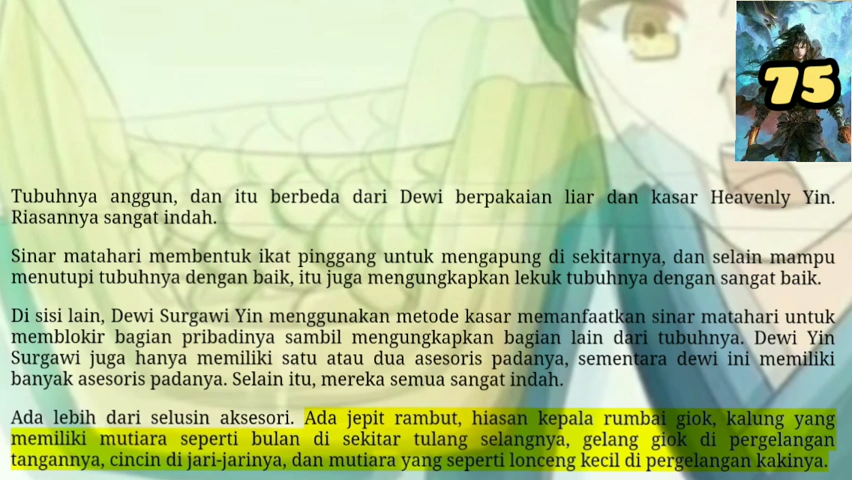 75
Tubuhnya anggun, dan itu berbeda dari Dewi berpakaian liar dan kasar Heavenly Yin.
Riasannya sangat indah.
Sinar matahari membentuk ikat pinggang untuk mengapung di sekitarnya, dan selain mampu
menutupi tubuhnya dengan baik, itu juga mengungkapkan lekuk tubuhnya dengan sangat baik.
Di sisi lain, Dewi Surgawi Yin menggunakan metode kasar memanfaatkan sinar matahari untuk
memblokir bagian pribadinya sambil mengungkapkan bagian lain dari tubuhnya. Dewi Yin
Surgawi juga hanya memiliki satu atau dua asesoris padanya, sementara dewi ini memiliki
banyak asesoris padanya. Selain itu, mereka semua sangat indah.
Ada lebih dari selusin aksesori. Ada jepit rambut, hiasan kepala rumbai giok, kalung yang
memiliki mutiara seperti bulan di sekitar tulang selangnya, gelang giok di pergelangan
tangannya, cincin di jari-jarinya, dan mutiara yang seperti lonceng kecil di pergelangan kakinya.